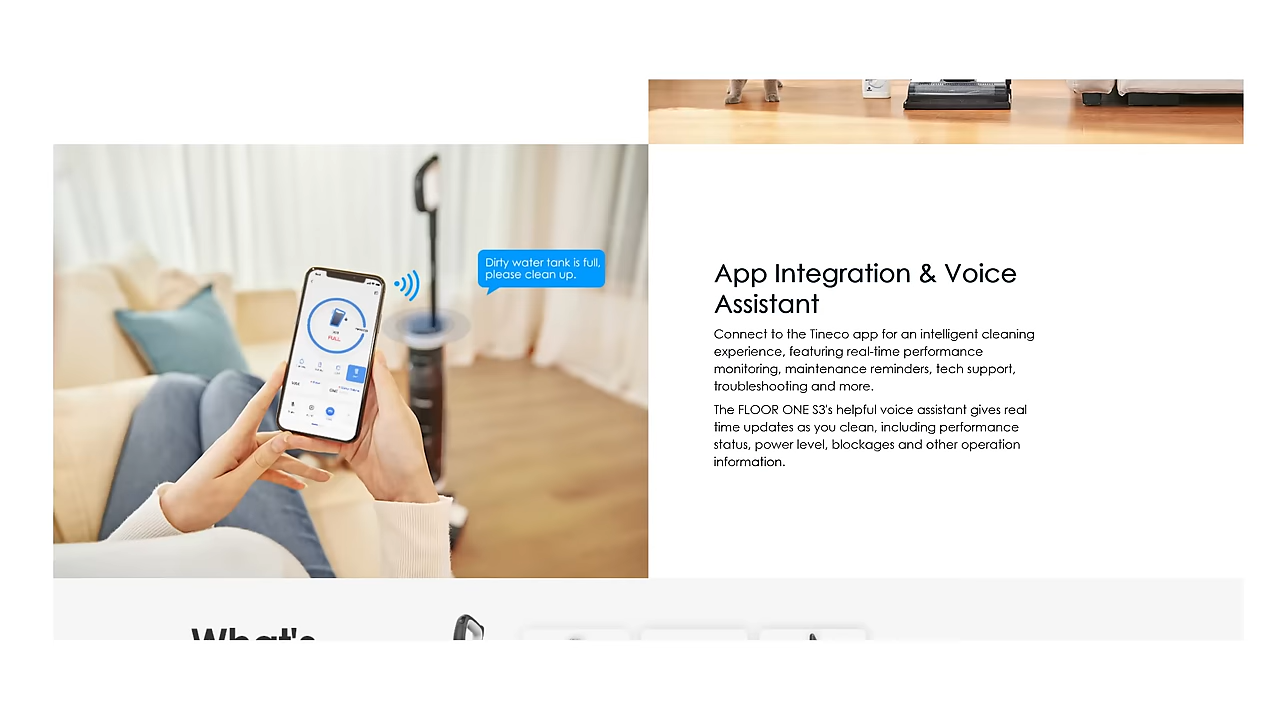 Dirty water tank is full,
please clean up.
FULL
App Integration & Voice
Assistant
Connect to the Tineco app for an intelligent cleaning
experience, featuring real-time performance
monitoring, maintenance reminders, tech support,
troubleshooting and more.
The FLOOR ONE S3's helpful voice assistant gives real
time updates as you clean, including performance
status, power level, blockages and other operation
information.
What's